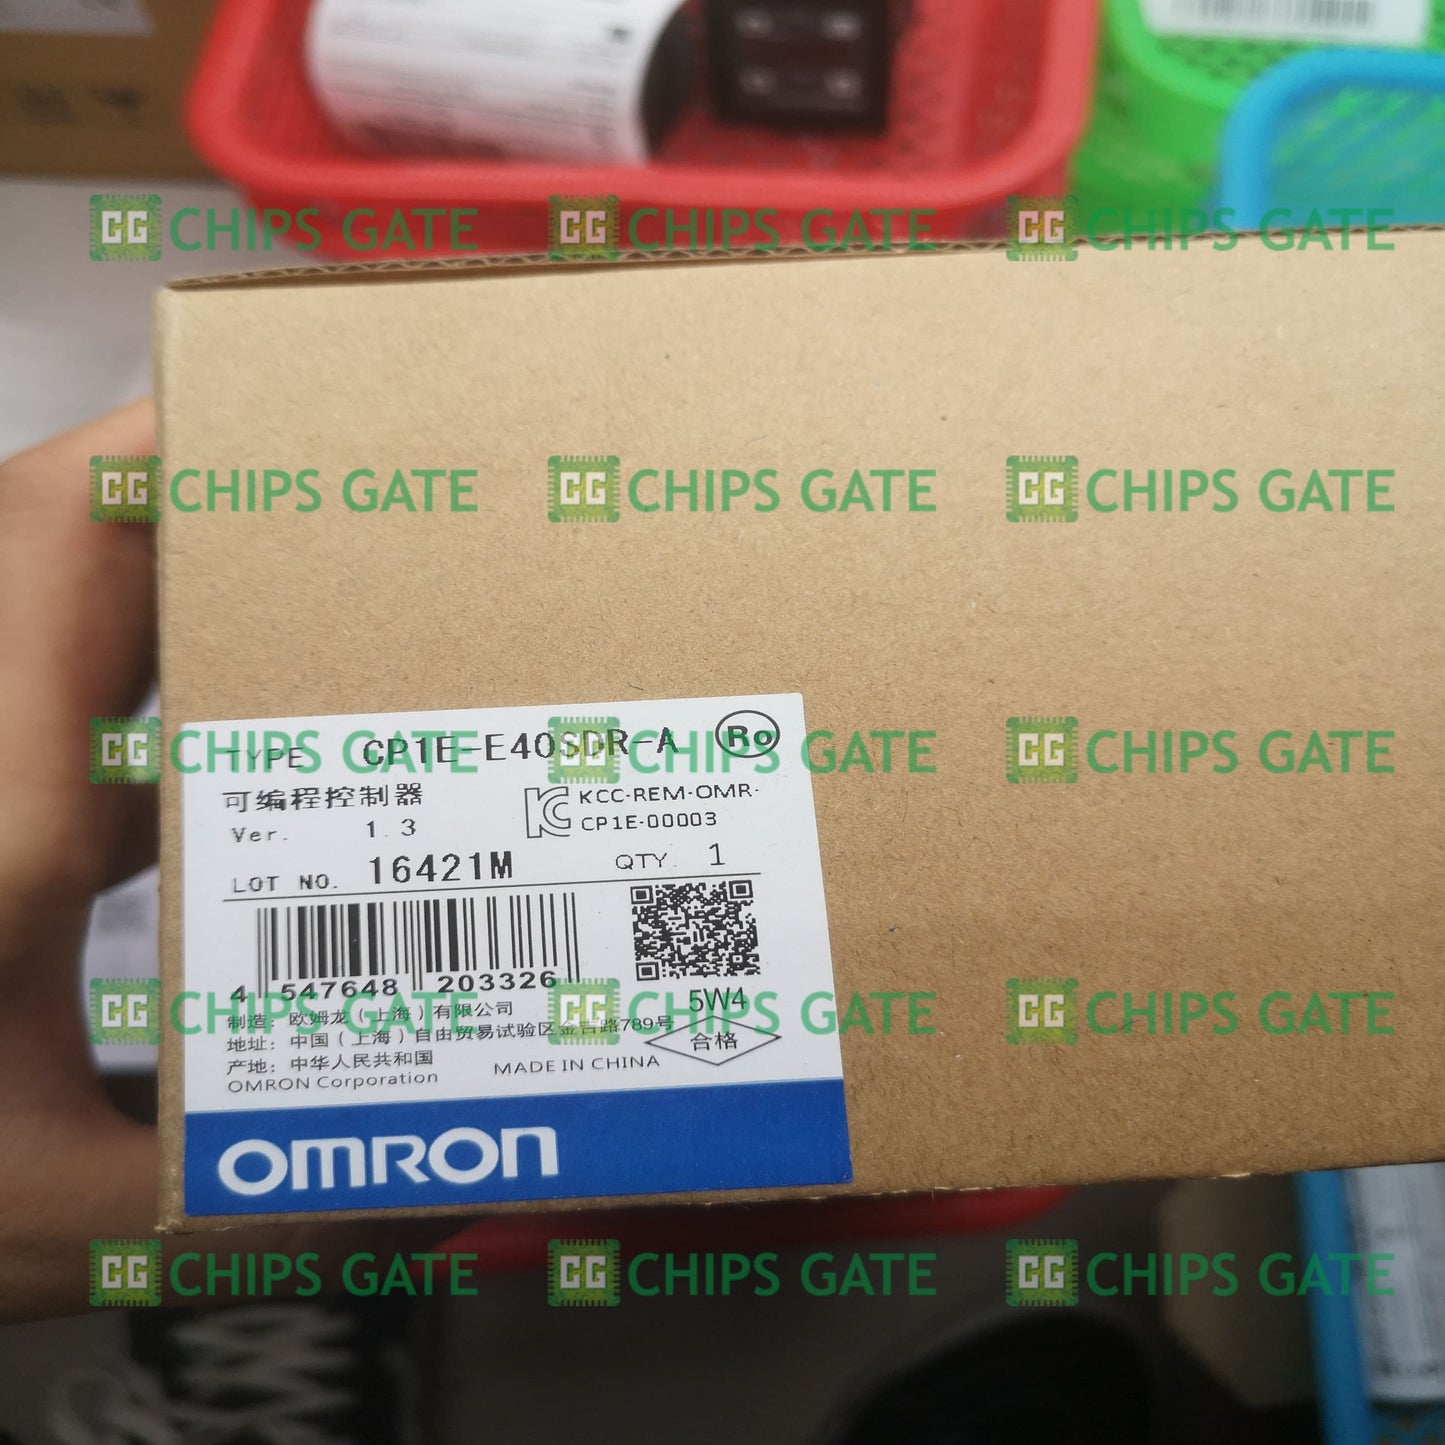 CG CHIPS GATE CG CHIPS GATE CG CHIPS GATE
CG CHIPS GATE CG CHIPS GATE CG CHIPS GATE
CG CHIPS GATE CG CHIPS GATE CG CHIPS GATE
TYPE CP1E-E40SDR-A Ro
可编程控制器
KCC-REM-OMR-
Ver. 1.3
CP1E-00003
LOT NO. 16421M QTY. 1
4 547648 203326
5W4
CG CHIPS GATE CG CHIPS GATE CG CHIPS GATE
制造: 欧姆龙(上海)有限公司
地址: 中国(上海)自由贸易试验区金吉路789号
合格
产地: 中华人民共和国
OMRON Corporation MADE IN CHINA
OMRON
CG CHIPS GATE CG CHIPS GATE CG CHIPS GATE